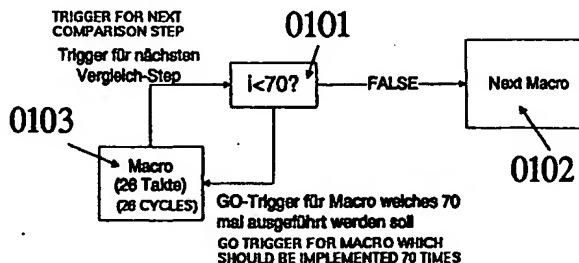 TRIGGER FOR NEXT
COMPARISON STEP
Trigger für nächsten
Vergleich-Step
0101
i<70?
FALSE
Next Macro
0102
0103
Macro
(26 Takte)
(26 CYCLES)
GO-Trigger für Macro welches 70
mal ausgeführt werden soll
GO TRIGGER FOR MACRO WHICH
SHOULD BE IMPLEMENTED 70 TIMES